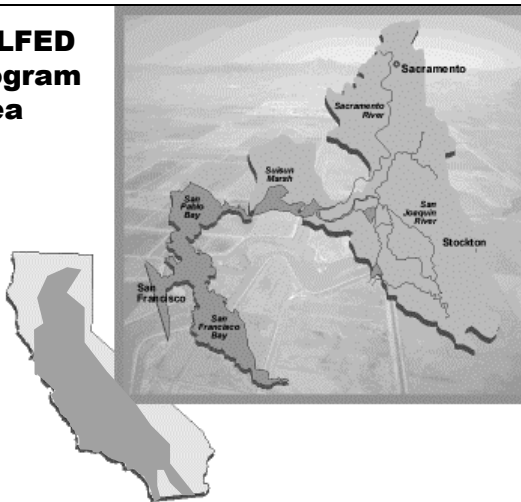 LFED
ogram
ea
Sacramento
Sacramento
River
Suisun
Marsh
San
Pablo
Bay
San
Joaquin
River
Stockton
San
Francisco
San
Francisco
Bay